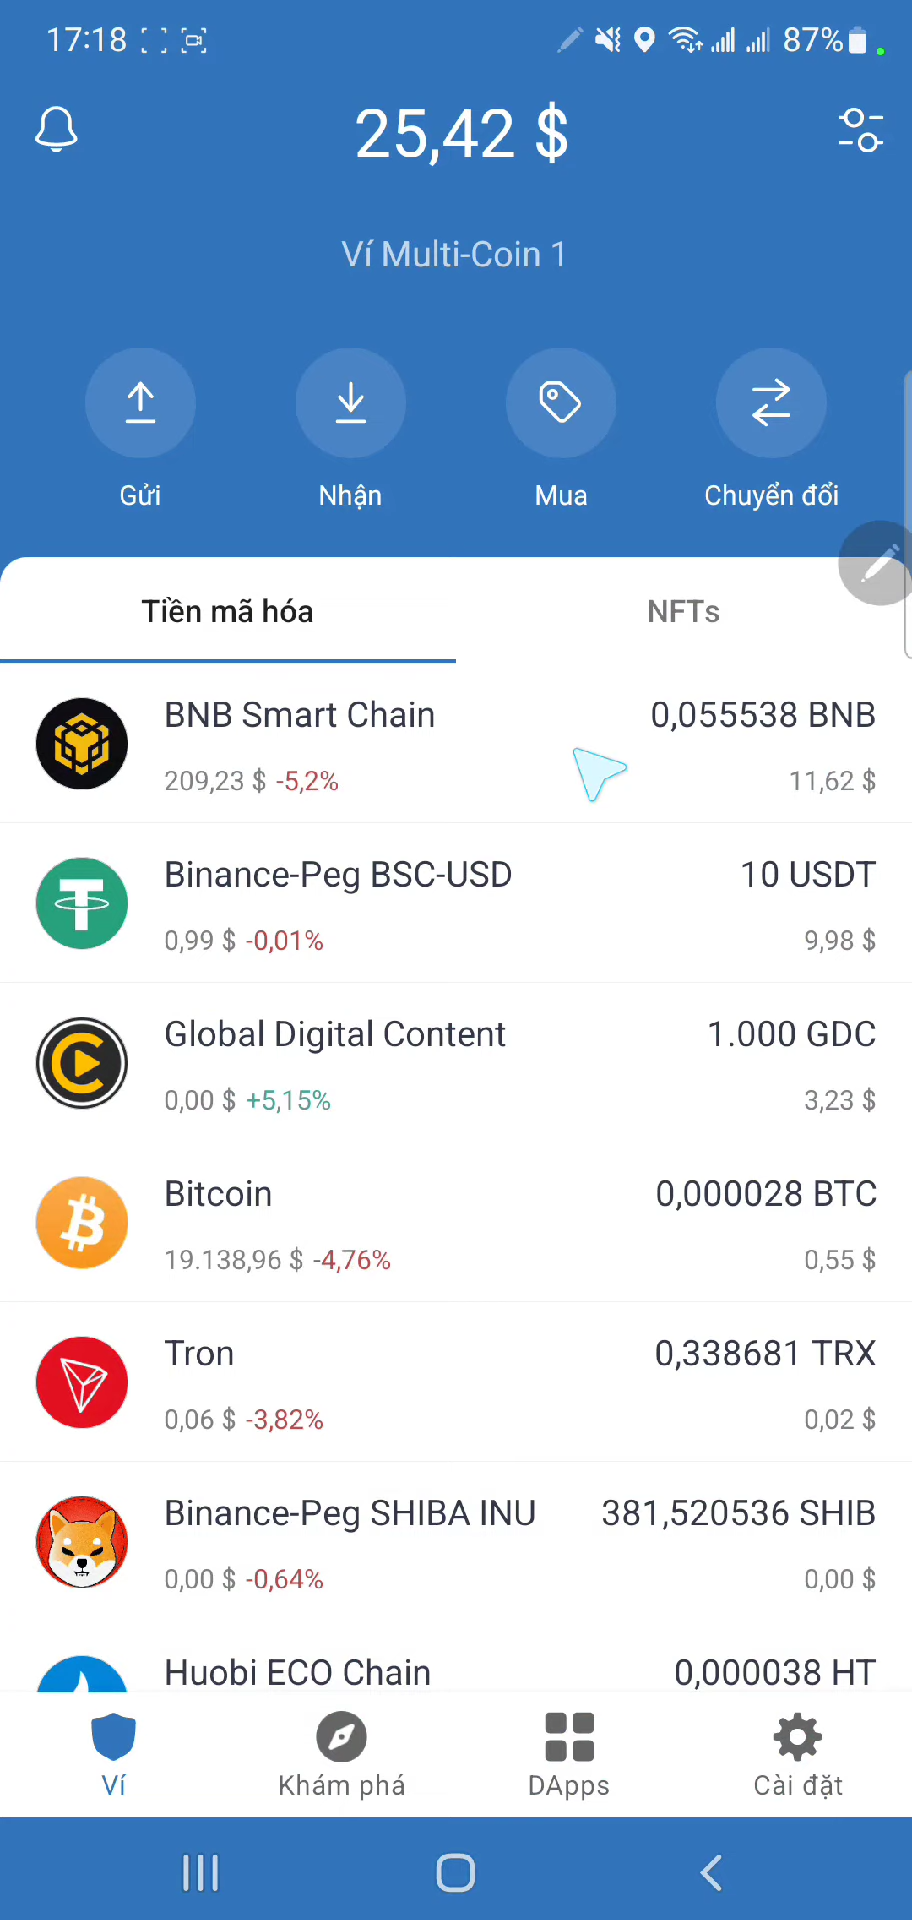 17:18
87%
25,42 $
Ví Multi-Coin 1
Gửi
Nhận
Mua
Chuyển đổi
Tiền mã hóa
NFTs
BNB Smart Chain
0,055538 BNB
209,23 $ -5,2%
11,62 $
Binance-Peg BSC-USD
10 USDT
0,99 $ -0,01%
9,98 $
Global Digital Content
1.000 GDC
0,00 $ +5,15%
3,23 $
Bitcoin
0,000028 BTC
19.138,96 $ -4,76%
0,55 $
Tron
0,338681 TRX
0,06 $ -3,82%
0,02 $
Binance-Peg SHIBA INU
381,520536 SHIB
0,00 $ -0,64%
0,00 $
Huobi ECO Chain
0,000038 HT
Ví
Khám phá
DApps
Cài đặt